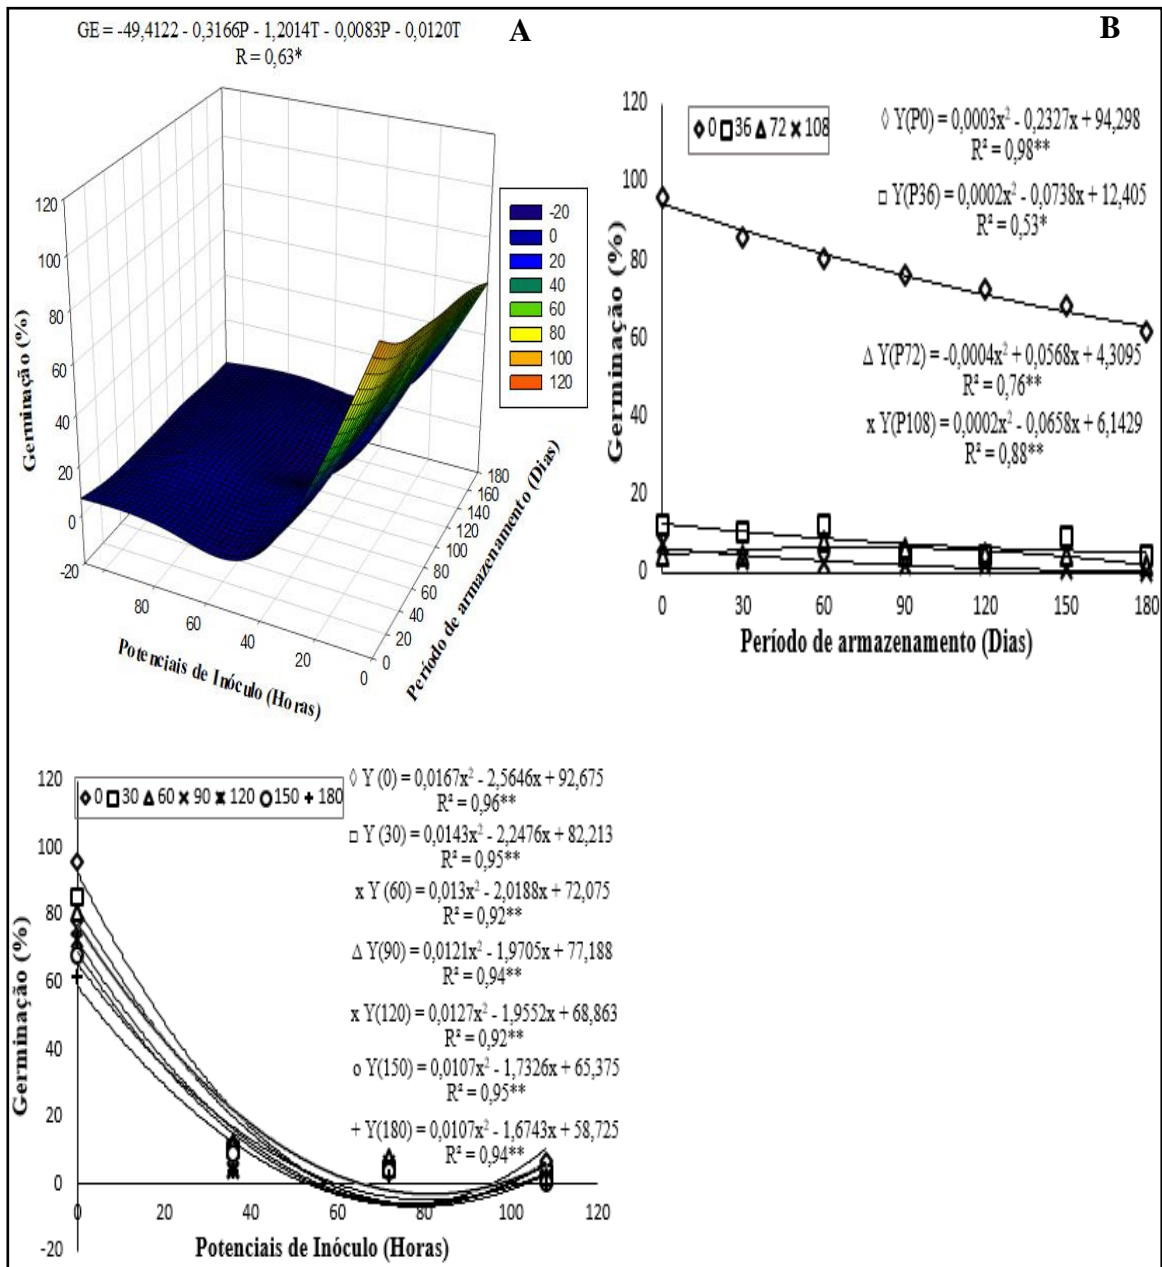 GE = -49,4122 - 0,3166P - 1,2014T - 0,0083P - 0,0120T
R = 0,63*
A
120
100
80
60
40
20
0
-20
Germinação (%)
80
60
40
20
0
Potenciais de Inóculo (Horas)
0
20
40
60
80
100
120
140
160
180
Período de armazenamento (Dias)
-20
0
20
40
60
80
100
120
B
120
100
80
60
40
20
0
Germinação (%)
◊ 0 □ 36 Δ 72 x 108
◊ Y(P0) = 0,0003x² - 0,2327x + 94,298
R² = 0,98**
□ Y(P36) = 0,0002x² - 0,0738x + 12,405
R² = 0,53*
Δ Y(P72) = -0,0004x² + 0,0568x + 4,3095
R² = 0,76**
x Y(P108) = 0,0002x² - 0,0658x + 6,1429
R² = 0,88**
0 30 60 90 120 150 180
Período de armazenamento (Dias)
120
100
80
60
40
20
0
-20
Germinação (%)
◊ 0 □ 30 Δ 60 x 90 ж 120 o 150 + 180
◊ Y (0) = 0,0167x² - 2,5646x + 92,675
R² = 0,96**
□ Y (30) = 0,0143x² - 2,2476x + 82,213
R² = 0,95**
x Y (60) = 0,013x² - 2,0188x + 72,075
R² = 0,92**
Δ Y(90) = 0,0121x² - 1,9705x + 77,188
R² = 0,94**
x Y(120) = 0,0127x² - 1,9552x + 68,863
R² = 0,92**
o Y(150) = 0,0107x² - 1,7326x + 65,375
R² = 0,95**
+ Y(180) = 0,0107x² - 1,6743x + 58,725
R² = 0,94**
0 20 40 60 80 100 120
Potenciais de Inóculo (Horas)